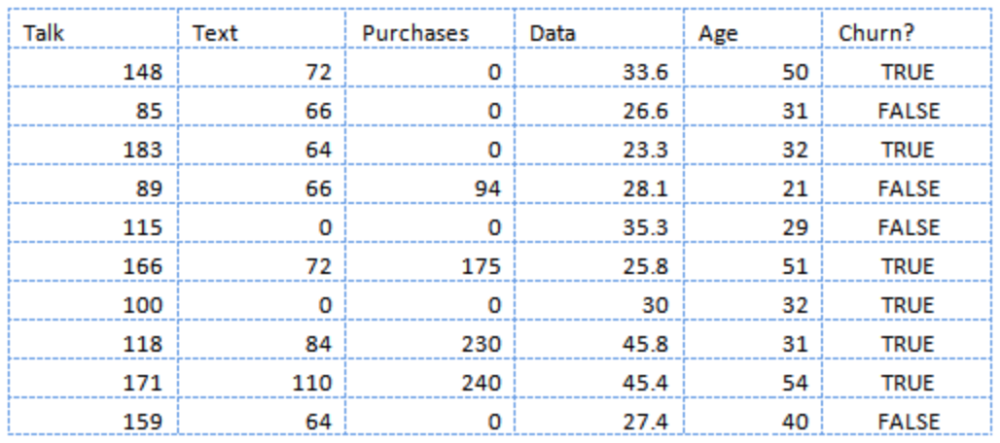 Talk Text Purchases Data Age Churn?
148 72 0 33.6 50 TRUE
85 66 0 26.6 31 FALSE
183 64 0 23.3 32 TRUE
89 66 94 28.1 21 FALSE
115 0 0 35.3 29 FALSE
166 72 175 25.8 51 TRUE
100 0 0 30 32 TRUE
118 84 230 45.8 31 TRUE
171 110 240 45.4 54 TRUE
159 64 0 27.4 40 FALSE